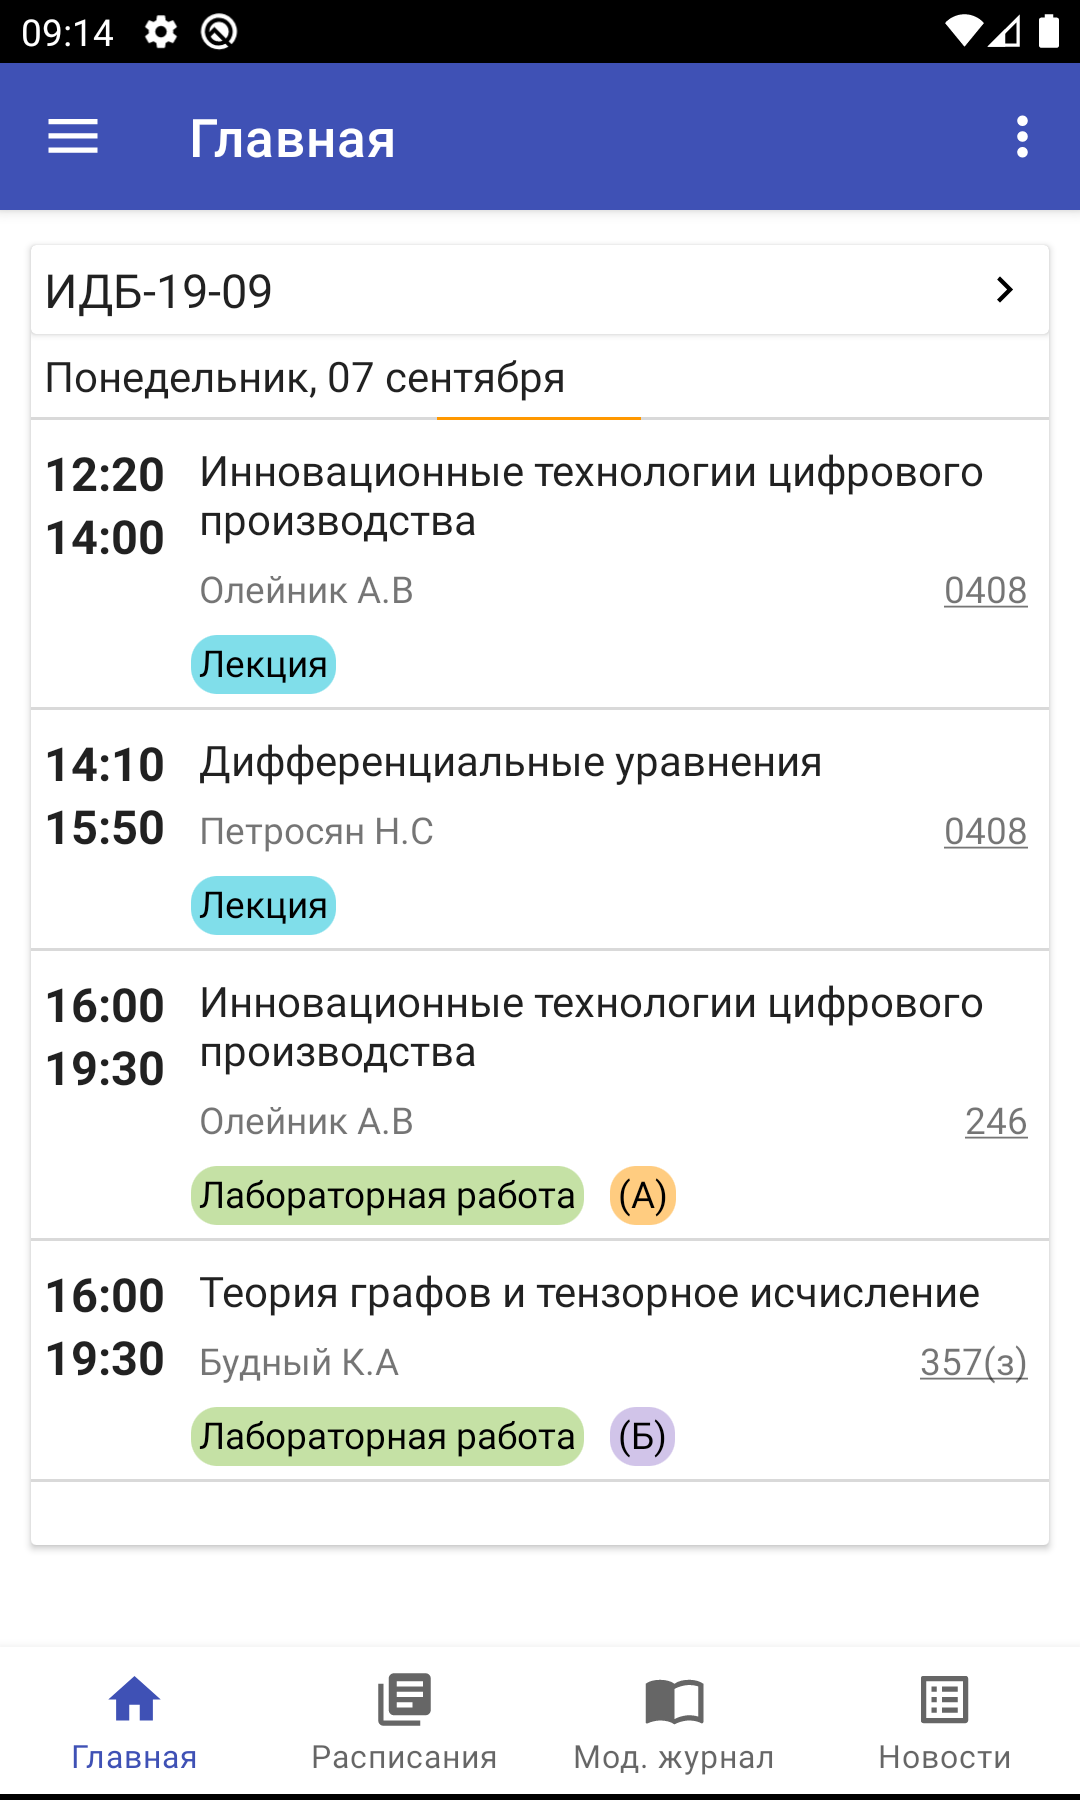 09:14
Главная
ИДБ-19-09
Понедельник, 07 сентября
12:20 Инновационные технологии цифрового
14:00 производства
Олейник А.В 0408
Лекция
14:10 Дифференциальные уравнения
15:50 Петросян Н.С 0408
Лекция
16:00 Инновационные технологии цифрового
19:30 производства
Олейник А.В 246
Лабораторная работа (А)
16:00 Теория графов и тензорное исчисление
19:30 Будный К.А 357(з)
Лабораторная работа (Б)
Главная Расписания Мод. журнал Новости